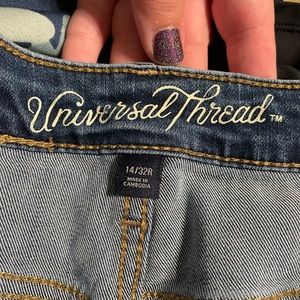 Universal Thread™
14/32R
MADE IN
CAMBODIA